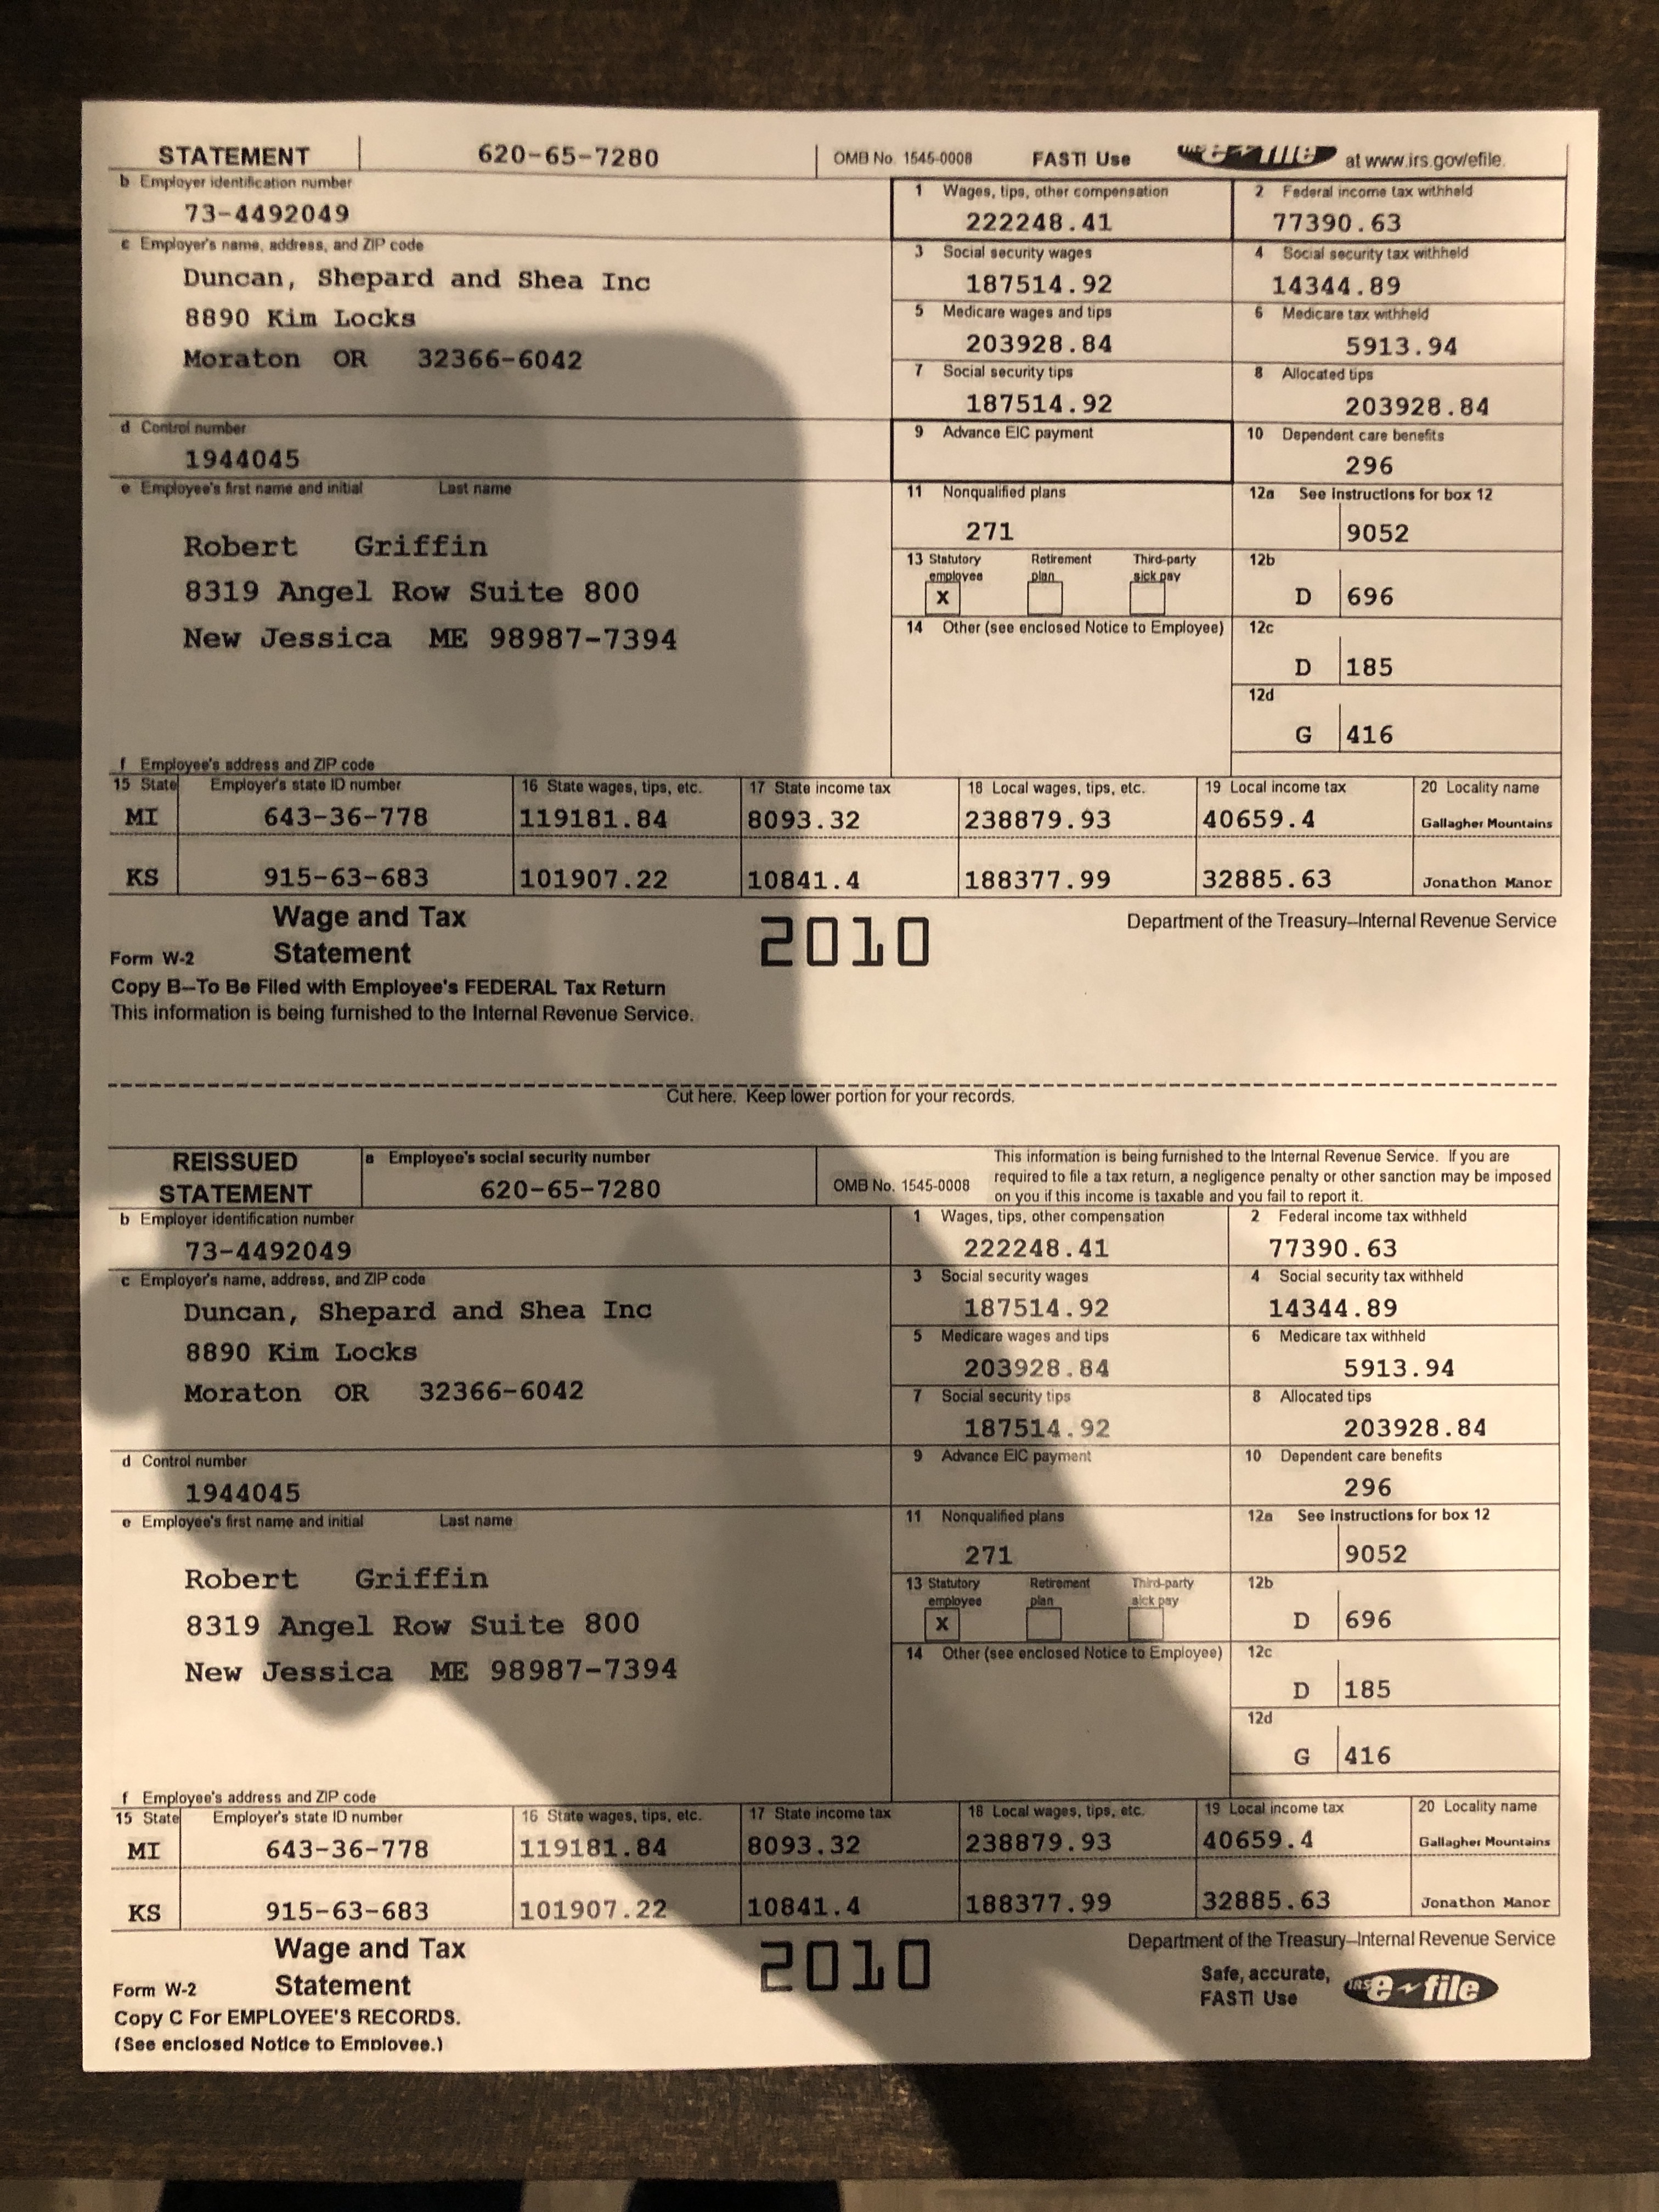 STATEMENT 620-65-7280 OMB No. 1545-0008 FAST! Use e-file at www.irs.gov/efile.
b Employer identification number 1 Wages, tips, other compensation 2 Federal income tax withheld
73-4492049 222248.41 77390.63
c Employer's name, address, and ZIP code 3 Social security wages 4 Social security tax withheld
Duncan, Shepard and Shea Inc 187514.92 14344.89
8890 Kim Locks 5 Medicare wages and tips 6 Medicare tax withheld
Moraton OR 32366-6042 203928.84 5913.94
7 Social security tips 8 Allocated tips
187514.92 203928.84
d Control number 9 Advance EIC payment 10 Dependent care benefits
1944045 296
e Employee's first name and initial Last name 11 Nonqualified plans 12a See Instructions for box 12
271 9052
Robert Griffin 13 Statutory employee Retirement plan Third-party sick pay 12b
8319 Angel Row Suite 800 X D 696
New Jessica ME 98987-7394 14 Other (see enclosed Notice to Employee) 12c
D 185
12d
G 416
f Employee's address and ZIP code
15 State Employer's state ID number 16 State wages, tips, etc. 17 State income tax 18 Local wages, tips, etc. 19 Local income tax 20 Locality name
MI 643-36-778 119181.84 8093.32 238879.93 40659.4 Gallagher Mountains
KS 915-63-683 101907.22 10841.4 188377.99 32885.63 Jonathon Manor
Wage and Tax 2010 Department of the Treasury–Internal Revenue Service
Form W-2 Statement
Copy B–To Be Filed with Employee's FEDERAL Tax Return
This information is being furnished to the Internal Revenue Service.
Cut here. Keep lower portion for your records.
REISSUED a Employee's social security number This information is being furnished to the Internal Revenue Service. If you are
STATEMENT 620-65-7280 OMB No. 1545-0008 required to file a tax return, a negligence penalty or other sanction may be imposed
on you if this income is taxable and you fail to report it.
b Employer identification number 1 Wages, tips, other compensation 2 Federal income tax withheld
73-4492049 222248.41 77390.63
c Employer's name, address, and ZIP code 3 Social security wages 4 Social security tax withheld
Duncan, Shepard and Shea Inc 187514.92 14344.89
8890 Kim Locks 5 Medicare wages and tips 6 Medicare tax withheld
Moraton OR 32366-6042 203928.84 5913.94
7 Social security tips 8 Allocated tips
187514.92 203928.84
d Control number 9 Advance EIC payment 10 Dependent care benefits
1944045 296
e Employee's first name and initial Last name 11 Nonqualified plans 12a See Instructions for box 12
271 9052
Robert Griffin 13 Statutory employee Retirement plan Third-party sick pay 12b
8319 Angel Row Suite 800 X D 696
New Jessica ME 98987-7394 14 Other (see enclosed Notice to Employee) 12c
D 185
12d
G 416
f Employee's address and ZIP code
15 State Employer's state ID number 16 State wages, tips, etc. 17 State income tax 18 Local wages, tips, etc. 19 Local income tax 20 Locality name
MI 643-36-778 119181.84 8093.32 238879.93 40659.4 Gallagher Mountains
KS 915-63-683 101907.22 10841.4 188377.99 32885.63 Jonathon Manor
Wage and Tax 2010 Department of the Treasury–Internal Revenue Service
Form W-2 Statement Safe, accurate,
FAST! Use IRS e-file
Copy C For EMPLOYEE'S RECORDS.
(See enclosed Notice to Employee.)